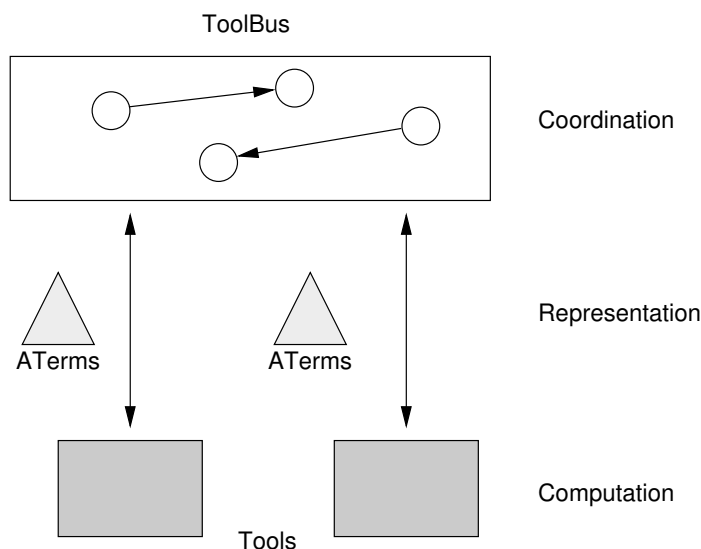 ToolBus
Coordination
Representation
ATerms
ATerms
Computation
Tools